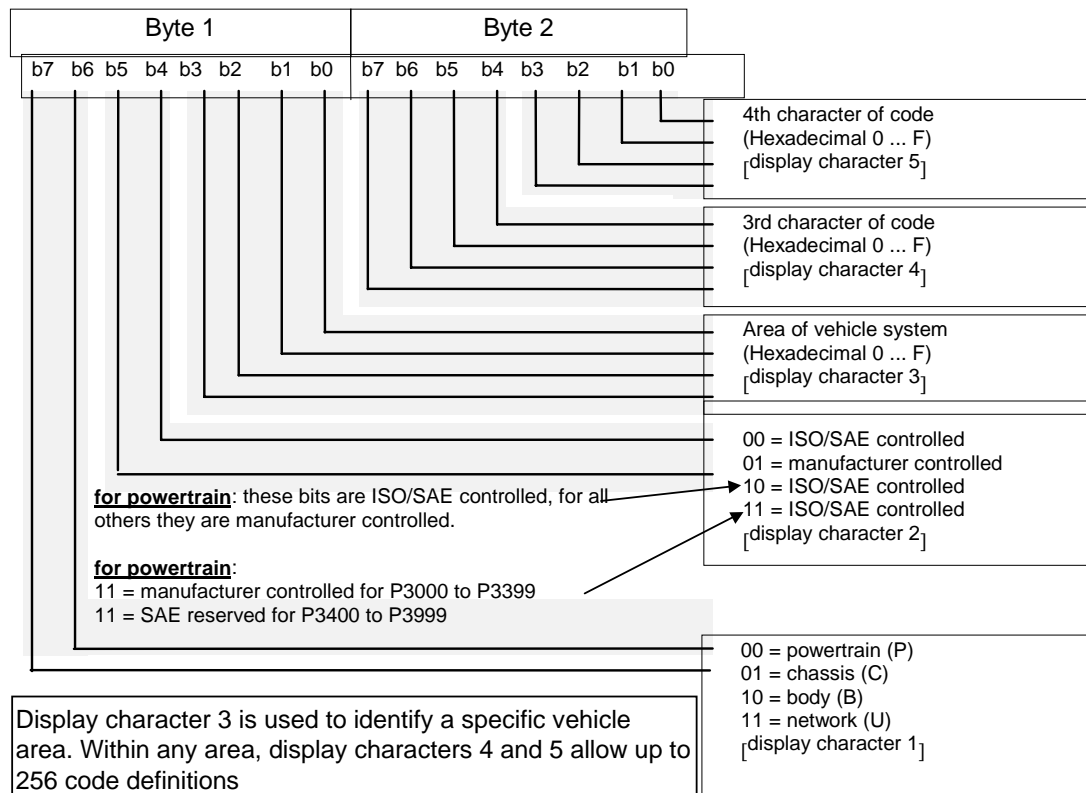 Byte 1 Byte 2
b7 b6 b5 b4 b3 b2 b1 b0 b7 b6 b5 b4 b3 b2 b1 b0
4th character of code
(Hexadecimal 0 ... F)
[display character 5]
3rd character of code
(Hexadecimal 0 ... F)
[display character 4]
Area of vehicle system
(Hexadecimal 0 ... F)
[display character 3]
00 = ISO/SAE controlled
01 = manufacturer controlled
10 = ISO/SAE controlled
11 = ISO/SAE controlled
[display character 2]
for powertrain: these bits are ISO/SAE controlled, for all
others they are manufacturer controlled.
for powertrain:
11 = manufacturer controlled for P3000 to P3399
11 = SAE reserved for P3400 to P3999
00 = powertrain (P)
01 = chassis (C)
10 = body (B)
11 = network (U)
[display character 1]
Display character 3 is used to identify a specific vehicle
area. Within any area, display characters 4 and 5 allow up to
256 code definitions